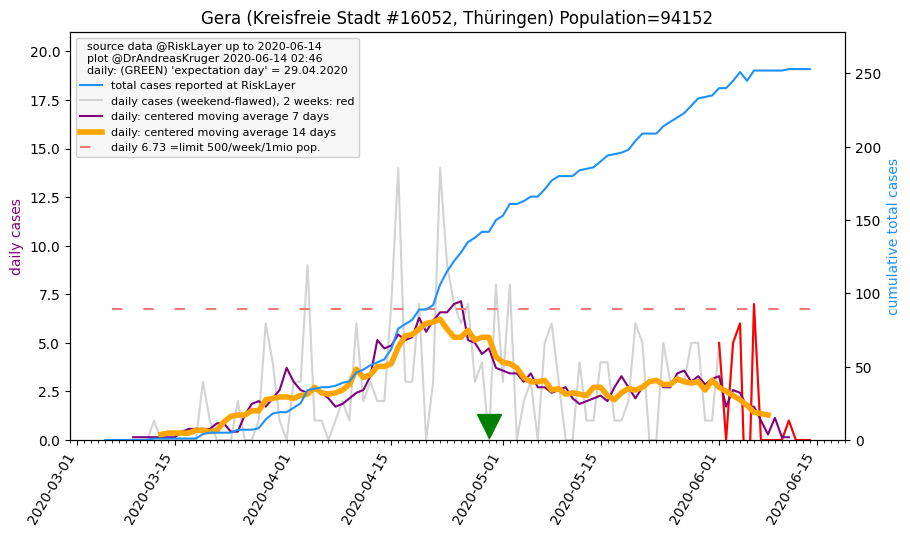 Gera (Kreisfreie Stadt #16052, Thüringen) Population=94152
source data @RiskLayer up to 2020-06-14
plot @DrAndreasKruger 2020-06-14 02:46
daily: (GREEN) 'expectation day' = 29.04.2020
total cases reported at RiskLayer
daily cases (weekend-flawed), 2 weeks: red
daily: centered moving average 7 days
daily: centered moving average 14 days
daily 6.73 =limit 500/week/1mio pop.
daily cases
20.0
17.5
15.0
12.5
10.0
7.5
5.0
2.5
0.0
250
200
150
100
50
0
cumulative total cases
2020-03-01
2020-03-15
2020-04-01
2020-04-15
2020-05-01
2020-05-15
2020-06-01
2020-06-15